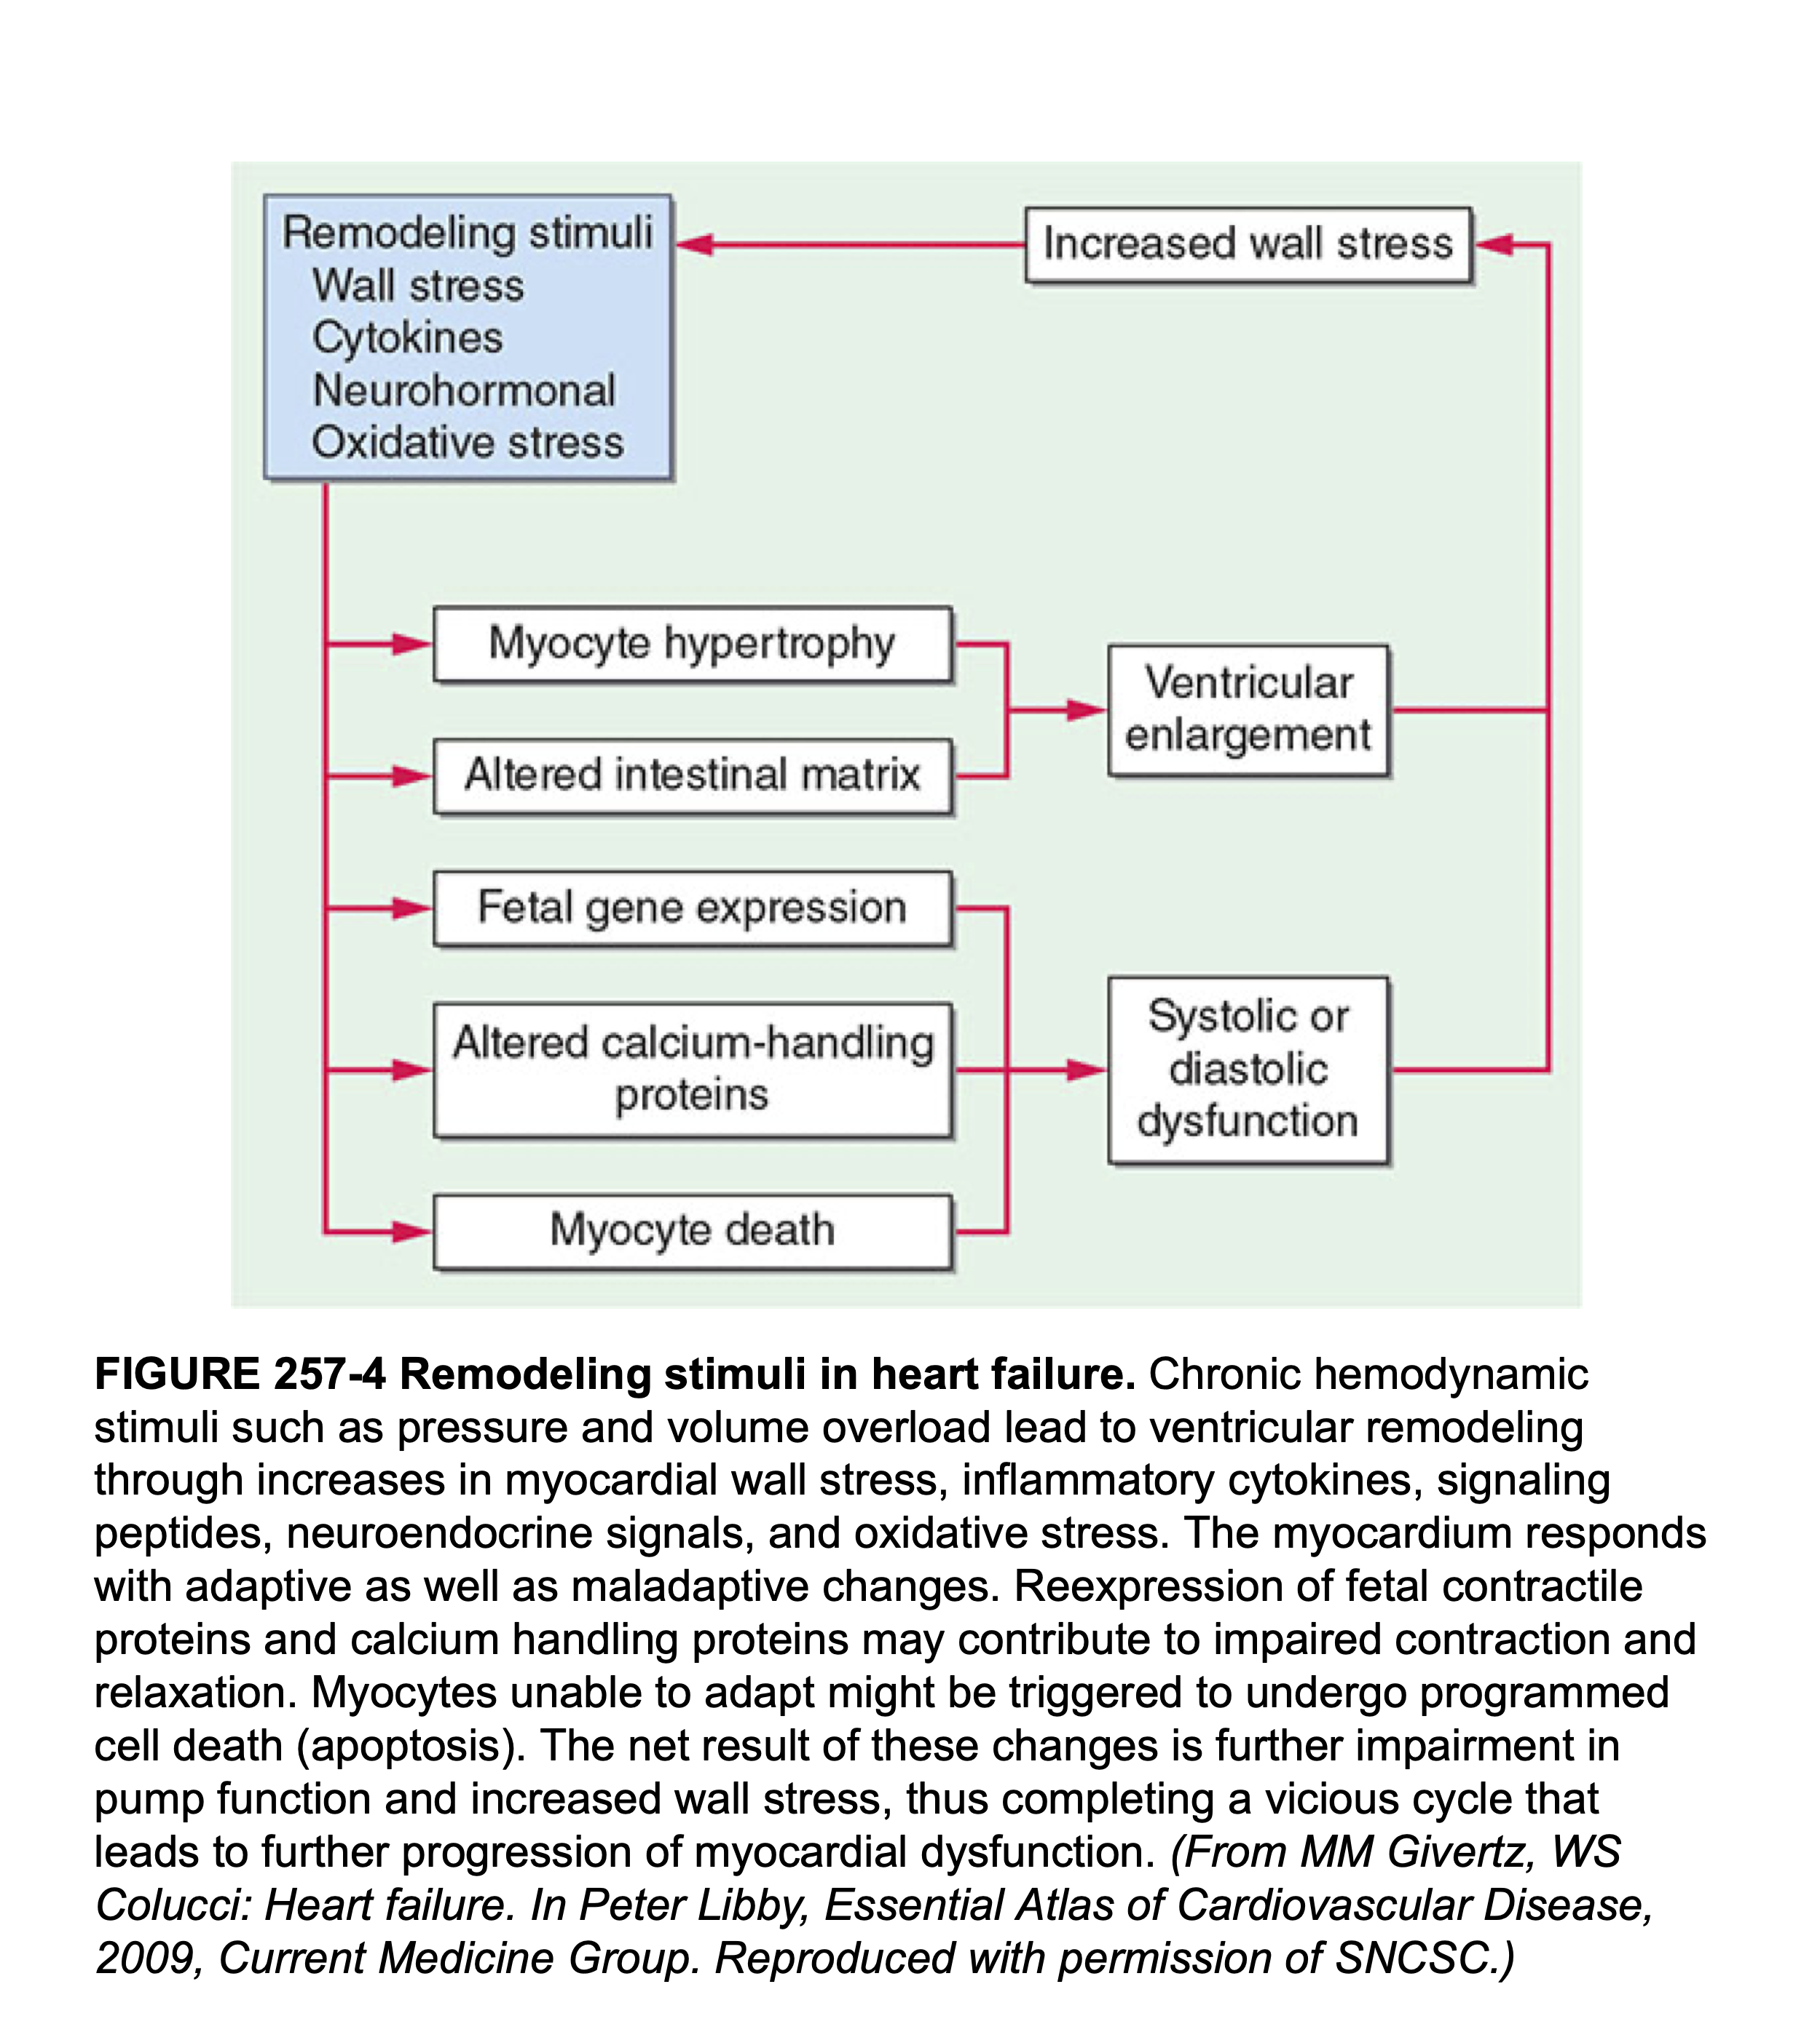 Remodeling stimuli
Wall stress
Cytokines
Neurohormonal
Oxidative stress
Increased wall stress
Myocyte hypertrophy
Altered intestinal matrix
Ventricular
enlargement
Fetal gene expression
Altered calcium-handling
proteins
Myocyte death
Systolic or
diastolic
dysfunction
FIGURE 257-4 Remodeling stimuli in heart failure. Chronic hemodynamic
stimuli such as pressure and volume overload lead to ventricular remodeling
through increases in myocardial wall stress, inflammatory cytokines, signaling
peptides, neuroendocrine signals, and oxidative stress. The myocardium responds
with adaptive as well as maladaptive changes. Reexpression of fetal contractile
proteins and calcium handling proteins may contribute to impaired contraction and
relaxation. Myocytes unable to adapt might be triggered to undergo programmed
cell death (apoptosis). The net result of these changes is further impairment in
pump function and increased wall stress, thus completing a vicious cycle that
leads to further progression of myocardial dysfunction. (From MM Givertz, WS
Colucci: Heart failure. In Peter Libby, Essential Atlas of Cardiovascular Disease,
2009, Current Medicine Group. Reproduced with permission of SNCSC.)